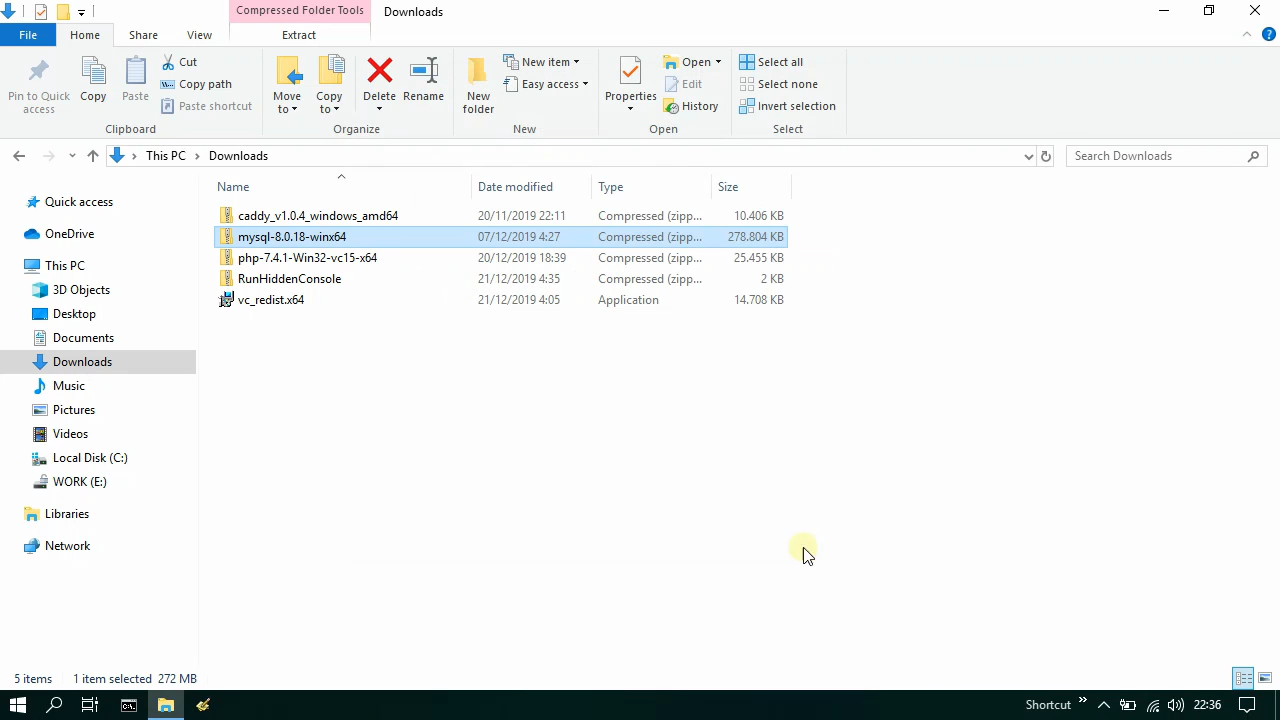 Compressed Folder Tools
Downloads
File
Home
Share
View
Extract
Pin to Quick access
Copy
Paste
Cut
Copy path
Paste shortcut
Clipboard
Move to
Copy to
Delete
Rename
Organize
New folder
New item
Easy access
New
Properties
Open
Edit
History
Open
Select all
Select none
Invert selection
Select
This PC > Downloads
Search Downloads
Name Date modified Type Size
caddy_v1.0.4_windows_amd64 20/11/2019 22:11 Compressed (zipp... 10.406 KB
mysql-8.0.18-winx64 07/12/2019 4:27 Compressed (zipp... 278.804 KB
php-7.4.1-Win32-vc15-x64 20/12/2019 18:39 Compressed (zipp... 25.455 KB
RunHiddenConsole 21/12/2019 4:35 Compressed (zipp... 2 KB
vc_redist.x64 21/12/2019 4:05 Application 14.708 KB
Quick access
OneDrive
This PC
3D Objects
Desktop
Documents
Downloads
Music
Pictures
Videos
Local Disk (C:)
WORK (E:)
Libraries
Network
5 items 1 item selected 272 MB
Shortcut
22:36